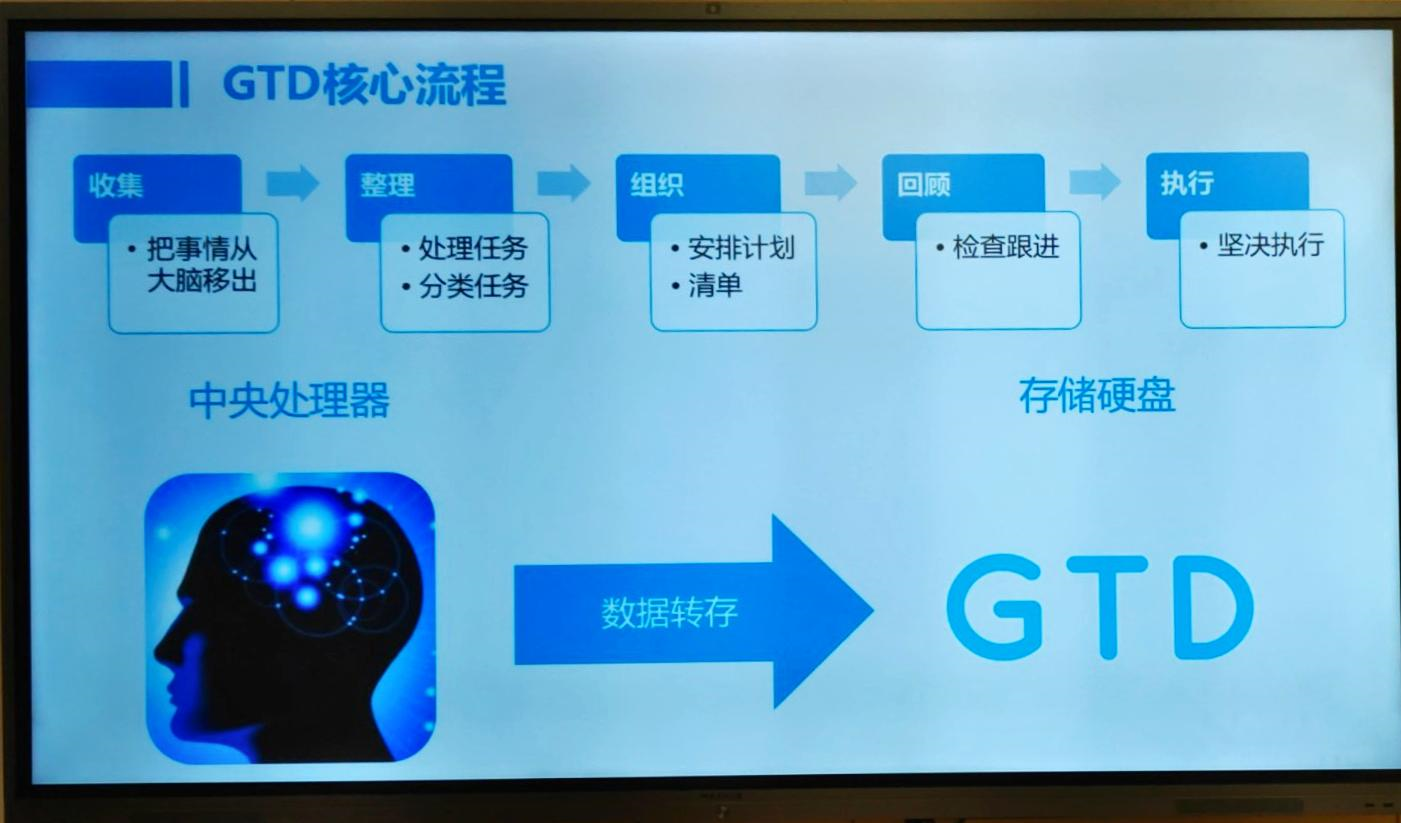 GTD核心流程
收集
• 把事情从
大脑移出
整理
• 处理任务
• 分类任务
组织
• 安排计划
• 清单
回顾
• 检查跟进
执行
• 坚决执行
中央处理器
存储硬盘
数据转存
GTD